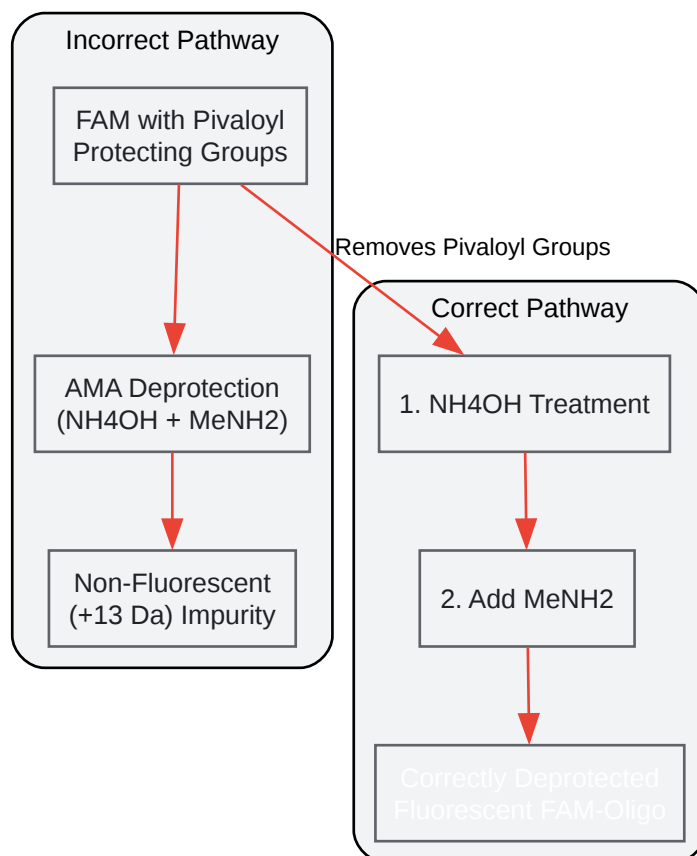 Incorrect Pathway
FAM with Pivaloyl
Protecting Groups
Removes Pivaloyl Groups
AMA Deprotection
(NH4OH + MeNH2)
Non-Fluorescent
(+13 Da) Impurity
Correct Pathway
1. NH4OH Treatment
2. Add MeNH2
Correctly Deprotected
Fluorescent FAM-Oligo